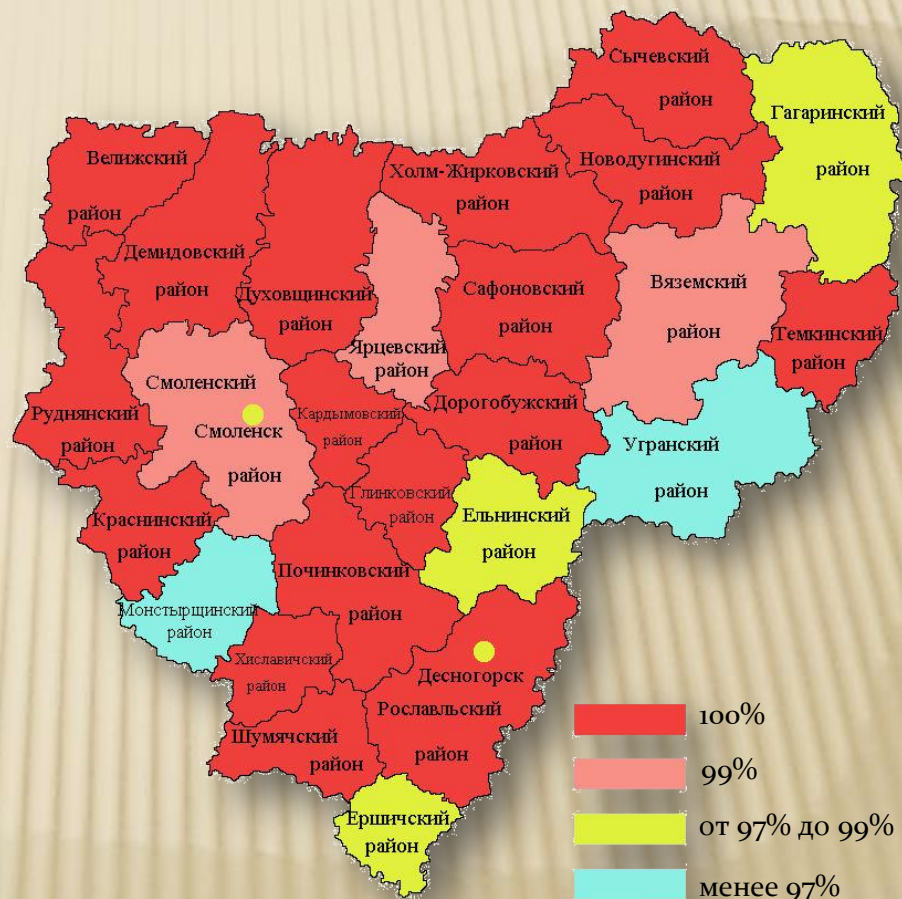 Сычевский
район
Гагаринский
район
Велижский
район
Холм-Жирковский
район
Новодугинский
район
Демидовский
район
Духовщинский
район
Сафоновский
район
Вяземский
район
Темкинский
район
Ярцевский
район
Смоленский
Смоленск
район
Руднянский
район
Кардымовский
район
Дорогобужский
район
Угранский
район
Глинковский
район
Ельнинский
район
Краснинский
район
Починковский
район
Монстырщинский
район
Хиславичский
район
Десногорск
Рославльский
район
Шумячский
район
Ершичский
район
100%
99%
от 97% до 99%
менее 97%